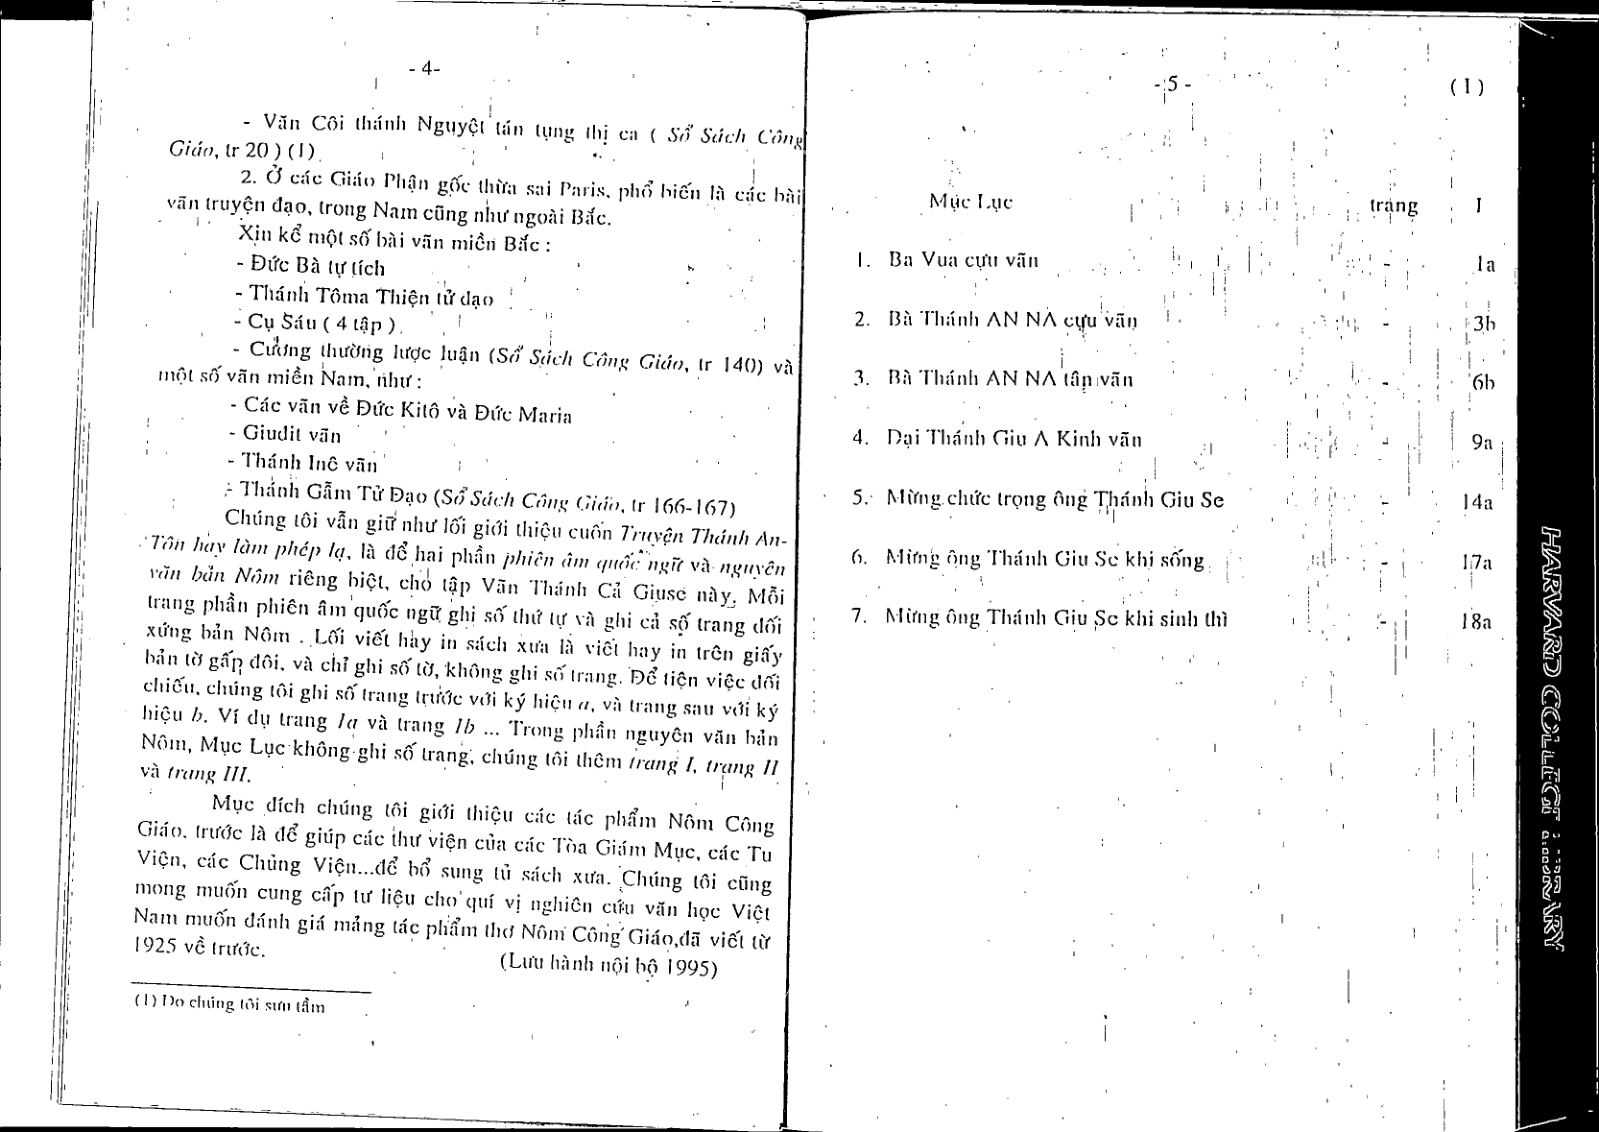 - 4-
- Vãn Côi thánh Nguyệt tán tụng thị ca ( Sổ Sách Công
Giáo, tr 20 ) (1)
2. Ở các Giáo Phận gốc thừa sai Paris, phổ biến là các bài
vãn truyện đạo, trong Nam cũng như ngoài Bắc.
Xin kể một số bài vãn miền Bắc :
- Đức Bà tự tích
- Thánh Tôma Thiện tử đạo
- Cụ Sáu ( 4 tập )
- Cương thường lược luận (Sổ Sách Công Giáo, tr 140) và
một số vãn miền Nam, như :
- Các vãn về Đức Kitô và Đức Maria
- Giudit vãn
- Thánh Inê vãn
- Thánh Gẫm Tử Đạo (Sổ Sách Công Giáo, tr 166-167)
Chúng tôi vẫn giữ như lối giới thiệu cuốn Truyện Thánh An-
Tôn hay làm phép lạ, là để hai phần phiên âm quốc ngữ và nguyên
văn bản Nôm riêng biệt, cho tập Vãn Thánh Cả Giuse này. Mỗi
trang phần phiên âm quốc ngữ ghi số thứ tự và ghi cả số trang đối
xứng bản Nôm . Lối viết hay in sách xưa là viết hay in trên giấy
bản tờ gấp đôi, và chỉ ghi số tờ, không ghi số trang. Để tiện việc đối
chiếu, chúng tôi ghi số trang trước với ký hiệu a, và trang sau với ký
hiệu b. Ví dụ trang 1a và trang 1b ... Trong phần nguyên văn bản
Nôm, Mục Lục không ghi số trang, chúng tôi thêm trang I, trang II
và trang III.
Mục đích chúng tôi giới thiệu các tác phẩm Nôm Công
Giáo, trước là để giúp các thư viện của các Tòa Giám Mục, các Tu
Viện, các Chủng Viện...để bổ sung tủ sách xưa. Chúng tôi cũng
mong muốn cung cấp tư liệu cho quí vị nghiên cứu văn học Việt
Nam muốn đánh giá mảng tác phẩm thơ Nôm Công Giáo,đã viết từ
1925 về trước.
(Lưu hành nội bộ 1995)
(1) Do chúng tôi sưu tầm
- 5 -
(1)
Mục Lục trang I
1. Ba Vua cựu vãn - 1a
2. Bà Thánh AN NA cựu vãn - 3b
3. Bà Thánh AN NA tân vãn - 6b
4. Đại Thánh Giu A Kinh vãn - 9a
5. Mừng chức trọng ông Thánh Giu Se - 14a
6. Mừng ông Thánh Giu Se khi sống - 17a
7. Mừng ông Thánh Giu Se khi sinh thì - 18a
HARVARD COLLEGE LIBRARY